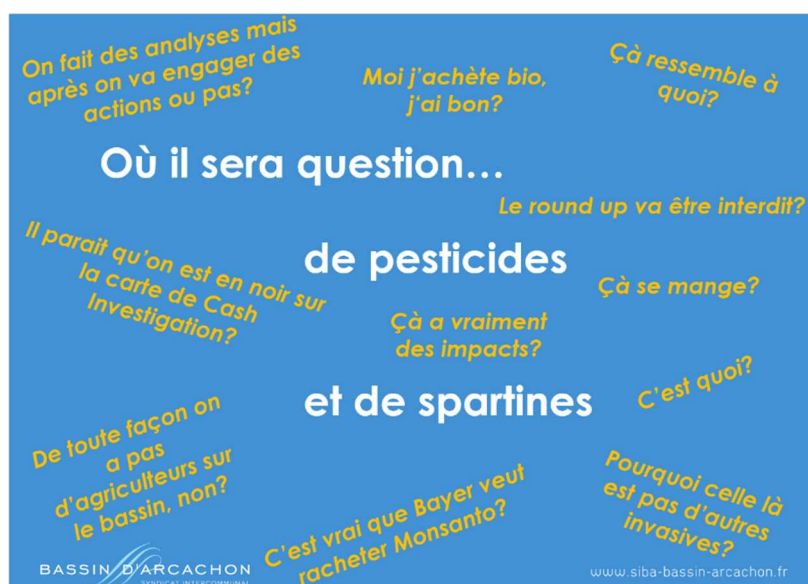 On fait des analyses mais
après on va engager des
actions ou pas?
Moi j'achète bio,
j'ai bon?
Çà ressemble à
quoi?
Où il sera question...
Le round up va être interdit?
Il parait qu'on est en noir sur
la carte de Cash
Investigation?
de pesticides
Çà se mange?
Çà a vraiment
des impacts?
et de spartines
C'est quoi?
De toute façon on
a pas
d'agriculteurs sur
le bassin, non?
C'est vrai que Bayer veut
racheter Monsanto?
Pourquoi celle là
est pas d'autres
invasives?
BASSIN D'ARCACHON
SYNDICAT INTERCOMMUNAL
www.siba-bassin-arcachon.fr